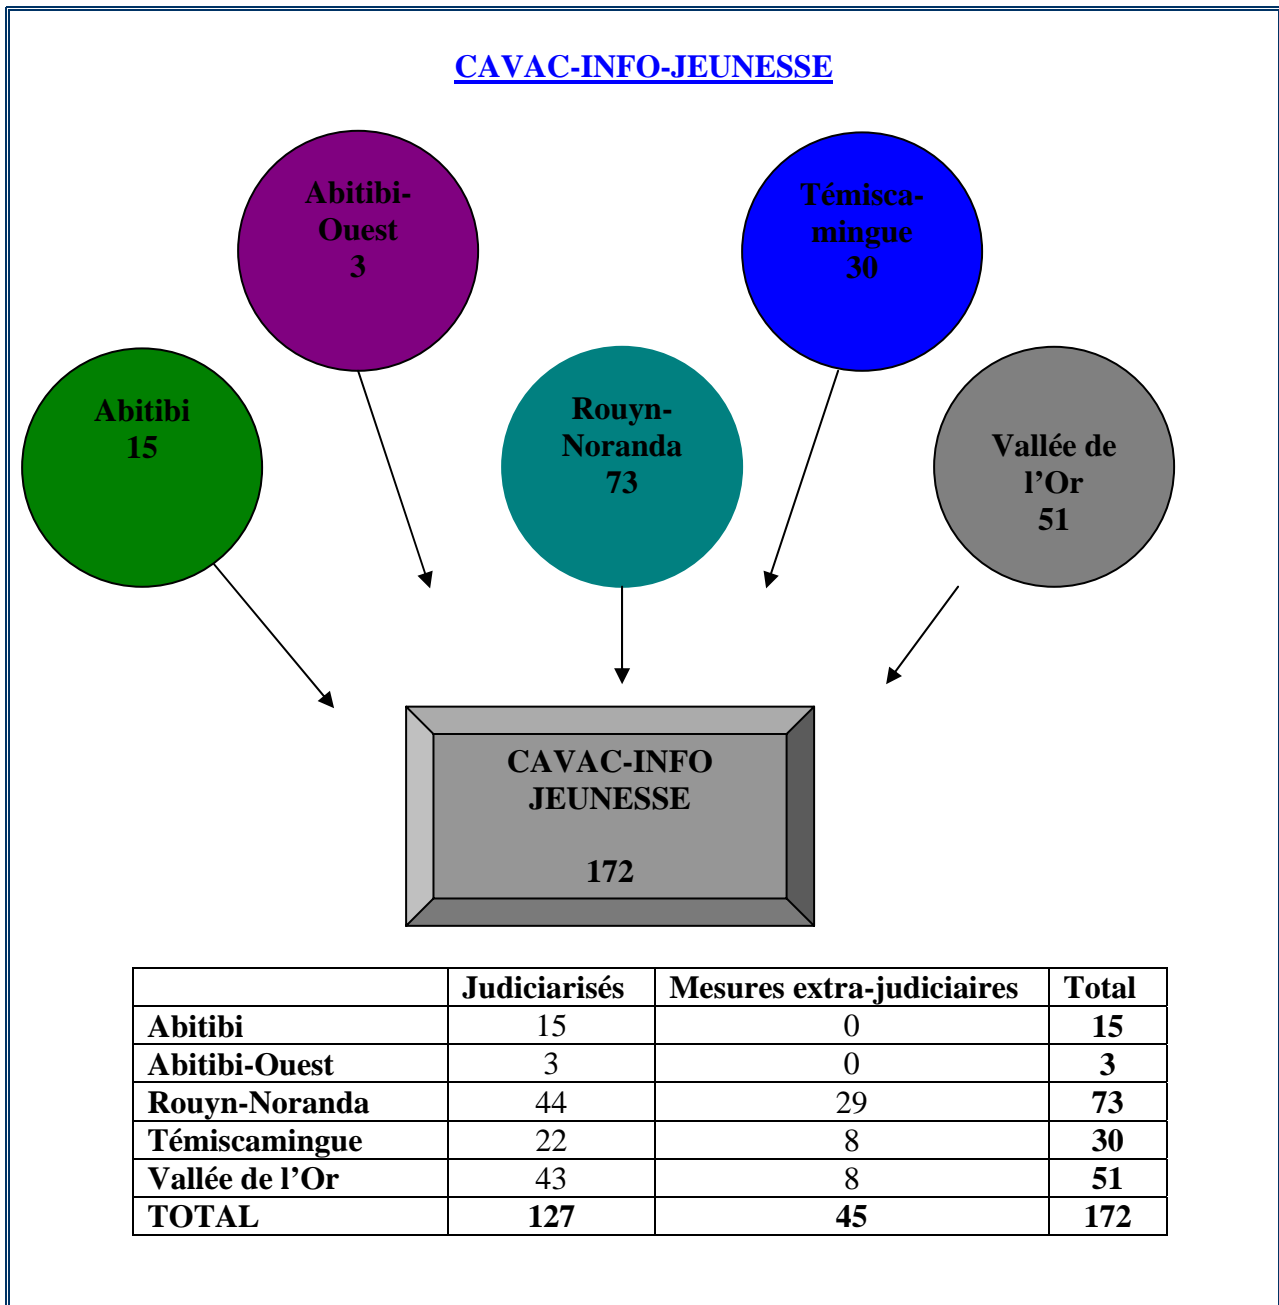 CAVAC-INFO-JEUNESSE
Abitibi-
Ouest
3
Témisca-
mingue
30
Abitibi
15
Rouyn-
Noranda
73
Vallée de
l’Or
51
CAVAC-INFO
JEUNESSE
172
Judiciarisés Mesures extra-judiciaires Total
Abitibi 15 0 15
Abitibi-Ouest 3 0 3
Rouyn-Noranda 44 29 73
Témiscamingue 22 8 30
Vallée de l’Or 43 8 51
TOTAL 127 45 172